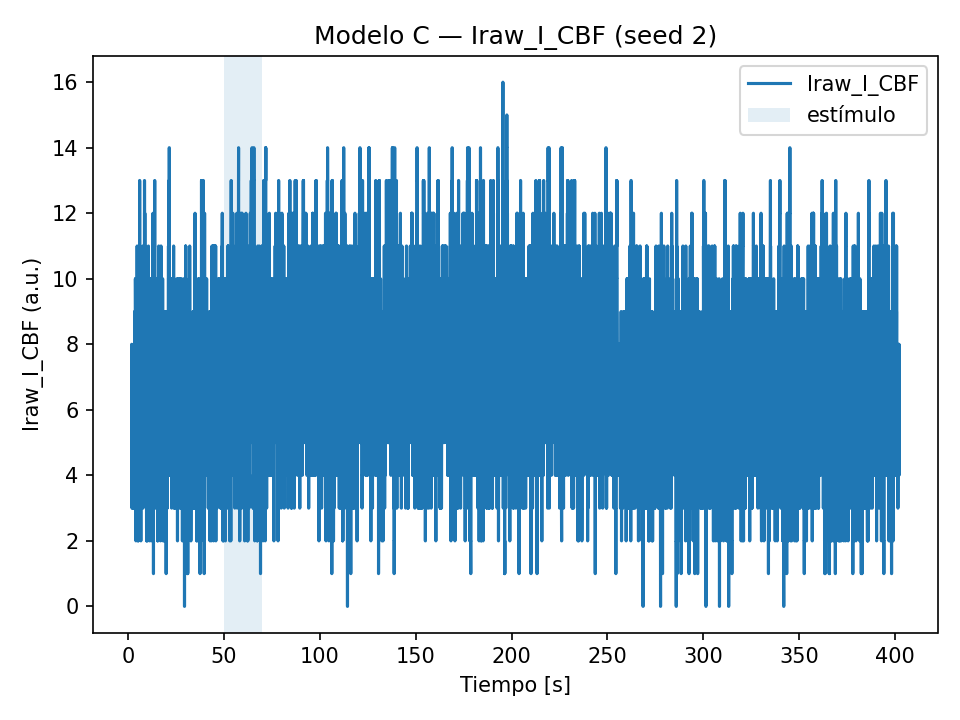 Modelo C — Iraw_I_CBF (seed 2)
Iraw_I_CBF
estímulo
Iraw_I_CBF (a.u.)
16
14
12
10
8
6
4
2
0
0 50 100 150 200 250 300 350 400
Tiempo [s]